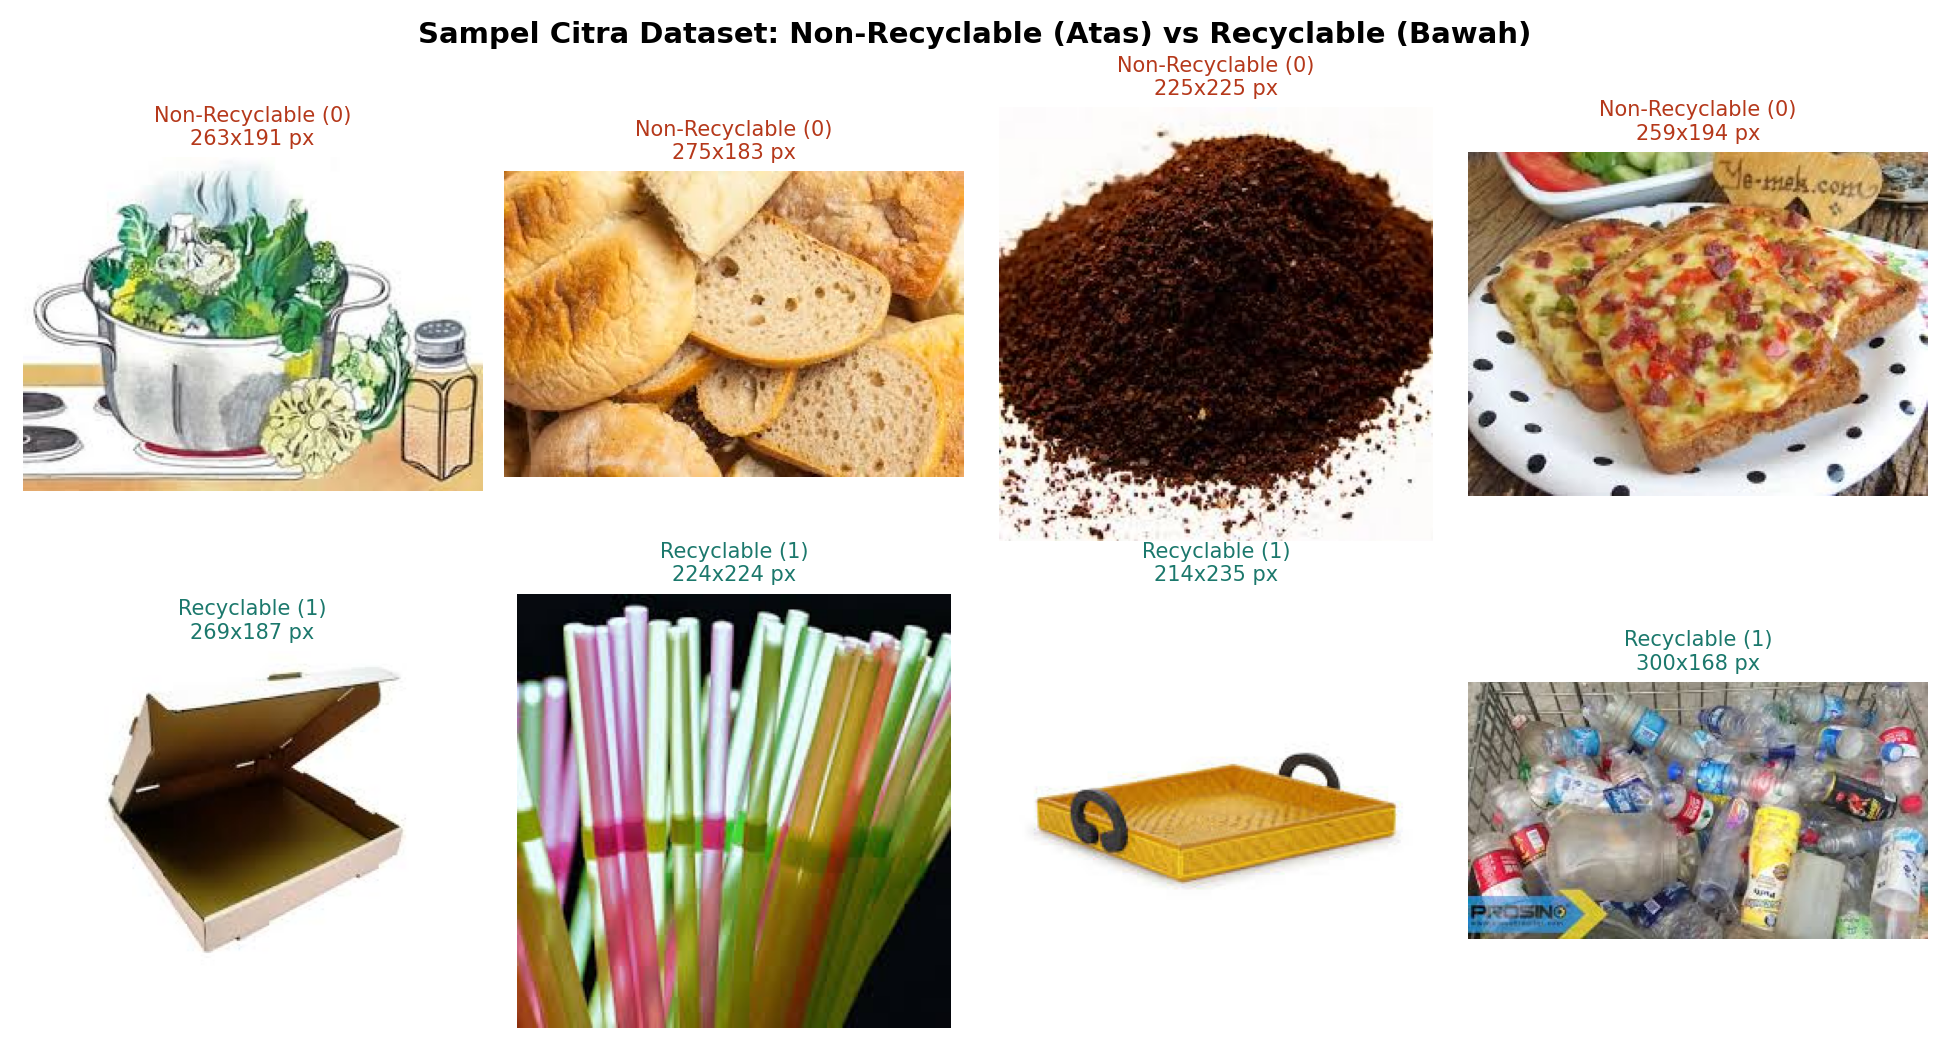 Sampel Citra Dataset: Non-Recyclable (Atas) vs Recyclable (Bawah)
Non-Recyclable (0)
263x191 px
Non-Recyclable (0)
275x183 px
Non-Recyclable (0)
225x225 px
Non-Recyclable (0)
259x194 px
Ye-mek.com
Recyclable (1)
269x187 px
Recyclable (1)
224x224 px
Recyclable (1)
214x235 px
Recyclable (1)
300x168 px
PROSINO